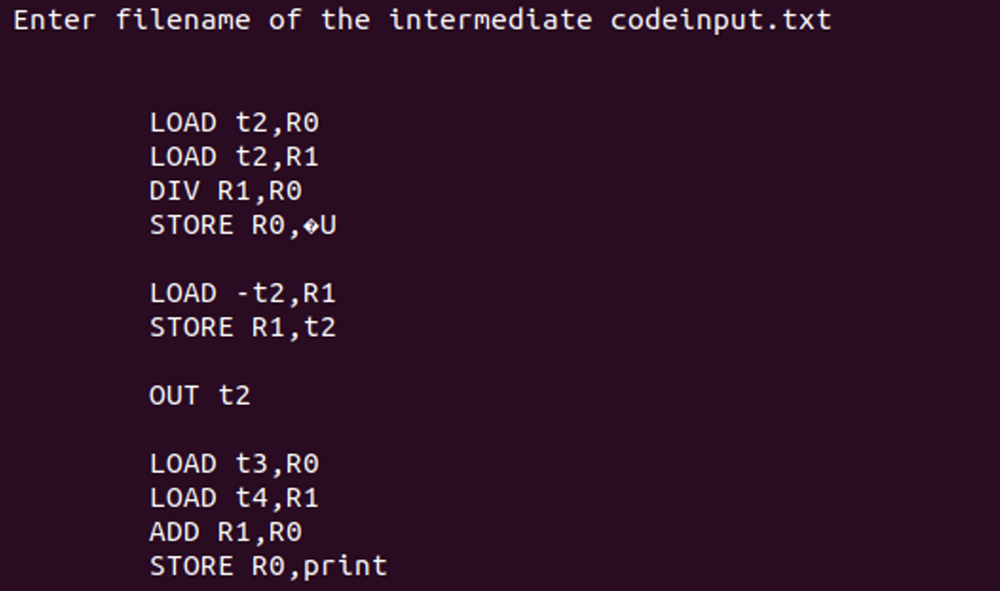 Enter filename of the intermediate codeinput.txt
LOAD t2,R0
LOAD t2,R1
DIV R1,R0
STORE R0,�U
LOAD -t2,R1
STORE R1,t2
OUT t2
LOAD t3,R0
LOAD t4,R1
ADD R1,R0
STORE R0,print